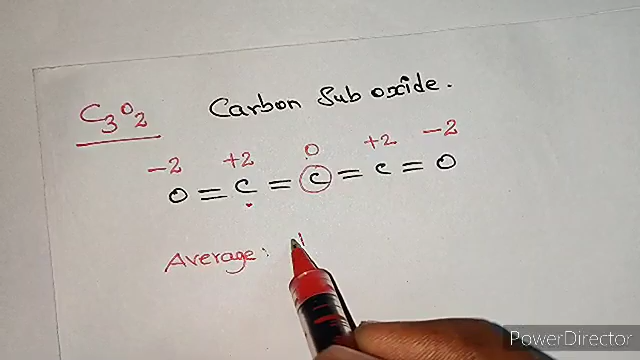 C₃O₂ Carbon Sub oxide.
-2 +2 0 +2 -2
O = C = C = C = O
Average :
PowerDirector